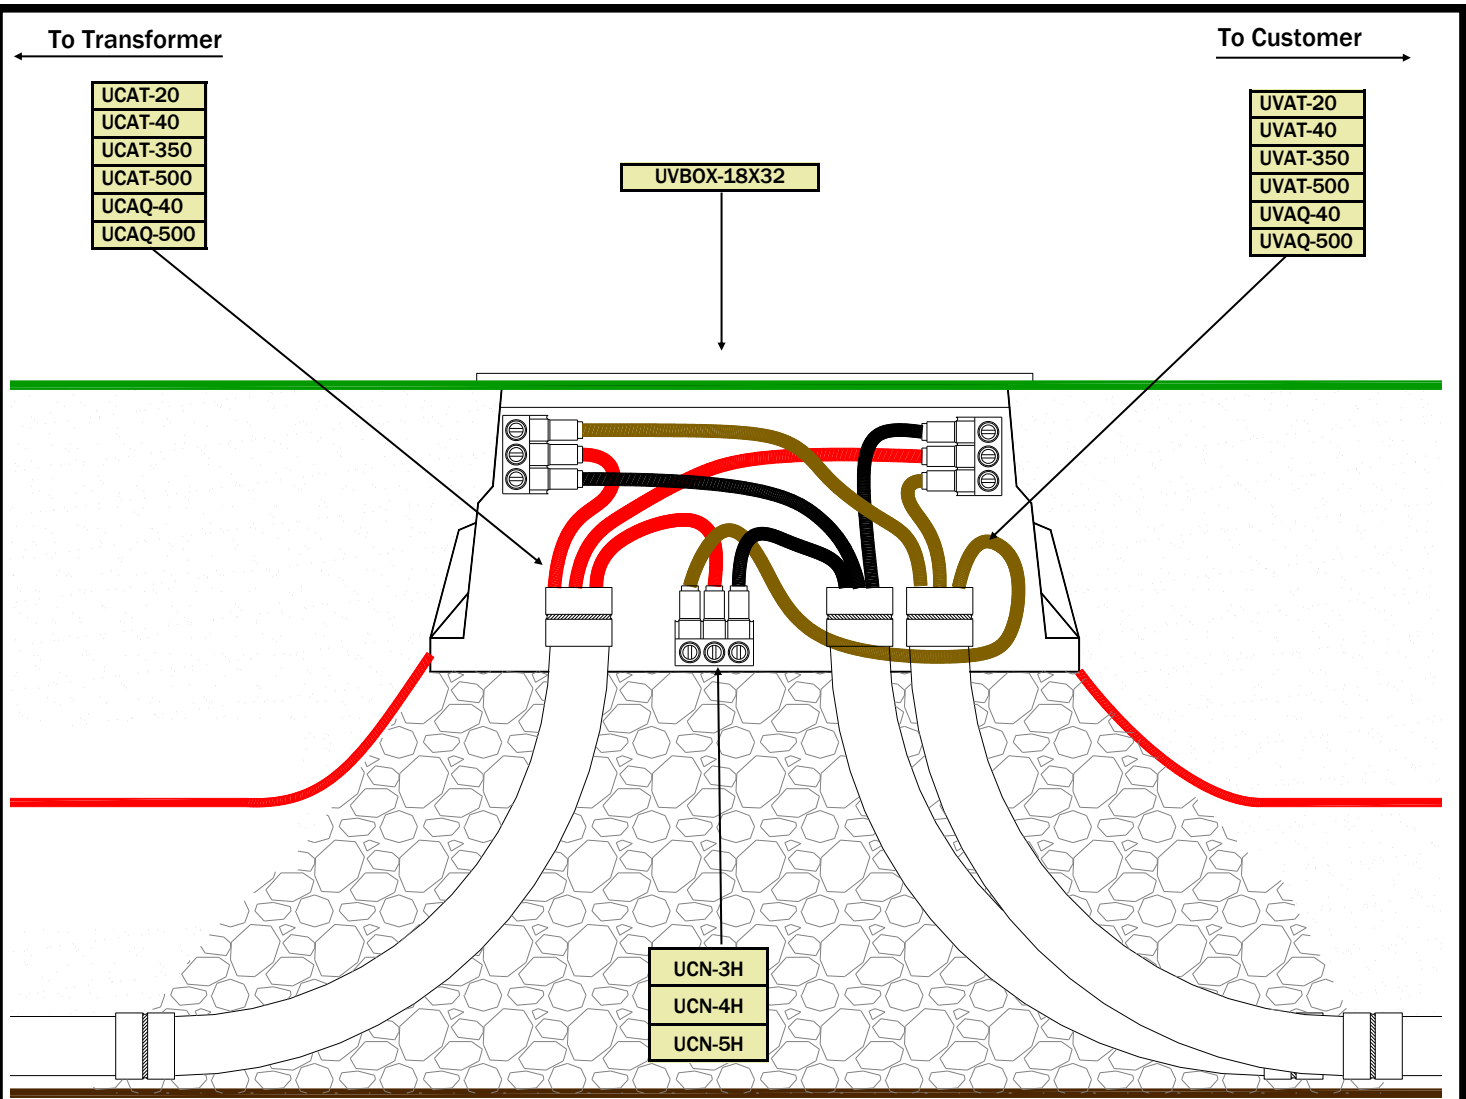 To Transformer
To Customer
UCAT-20
UCAT-40
UCAT-350
UCAT-500
UCAQ-40
UCAQ-500
UVBOX-18X32
UVAT-20
UVAT-40
UVAT-350
UVAT-500
UVAQ-40
UVAQ-500
UCN-3H
UCN-4H
UCN-5H